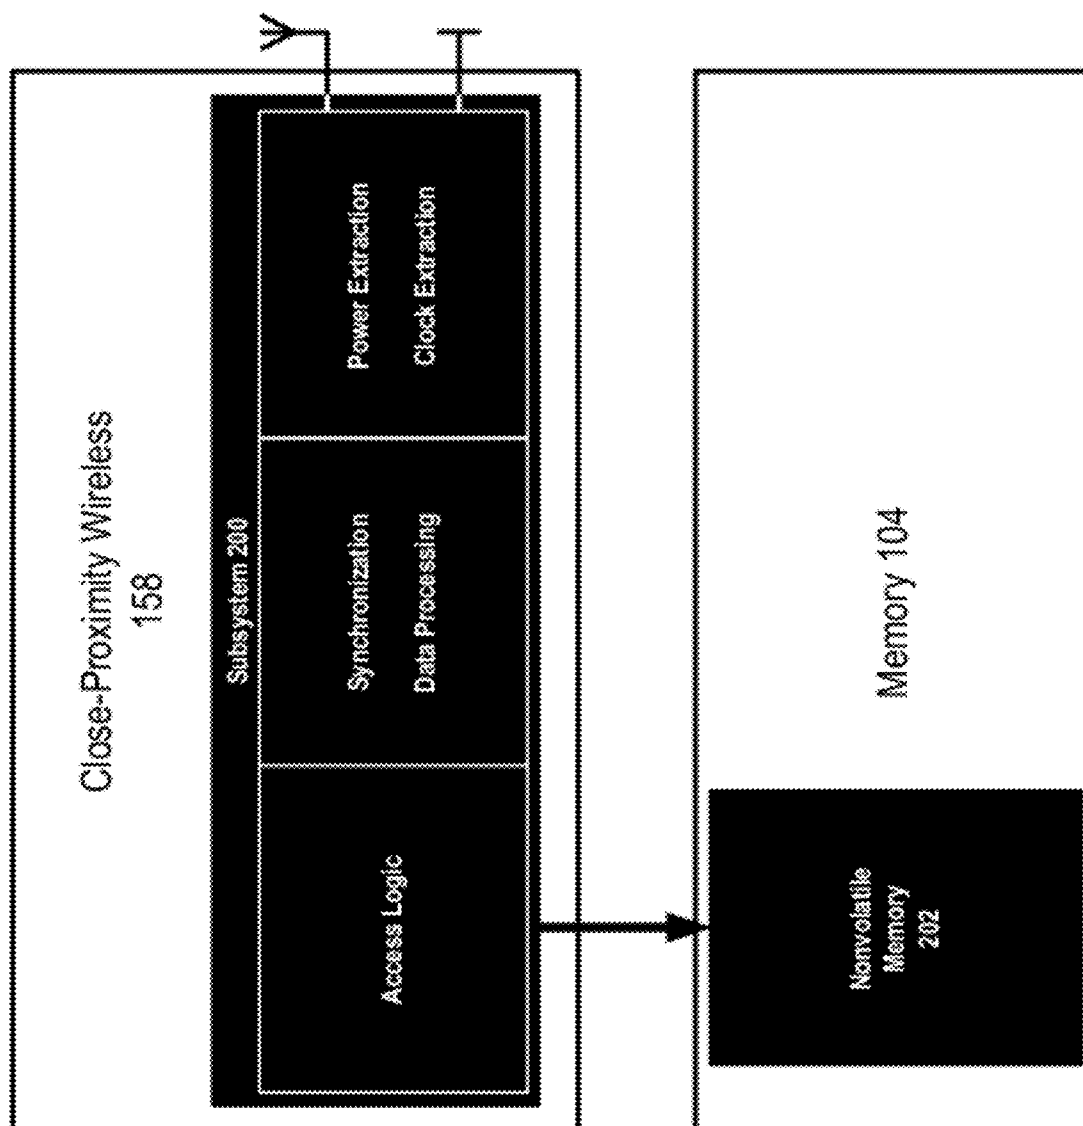 Close-Proximity Wireless
158
Subsystem 200
Access Logic
Synchronization
Data Processing
Power Extraction
Clock Extraction
Memory 104
Nonvolatile
Memory
202